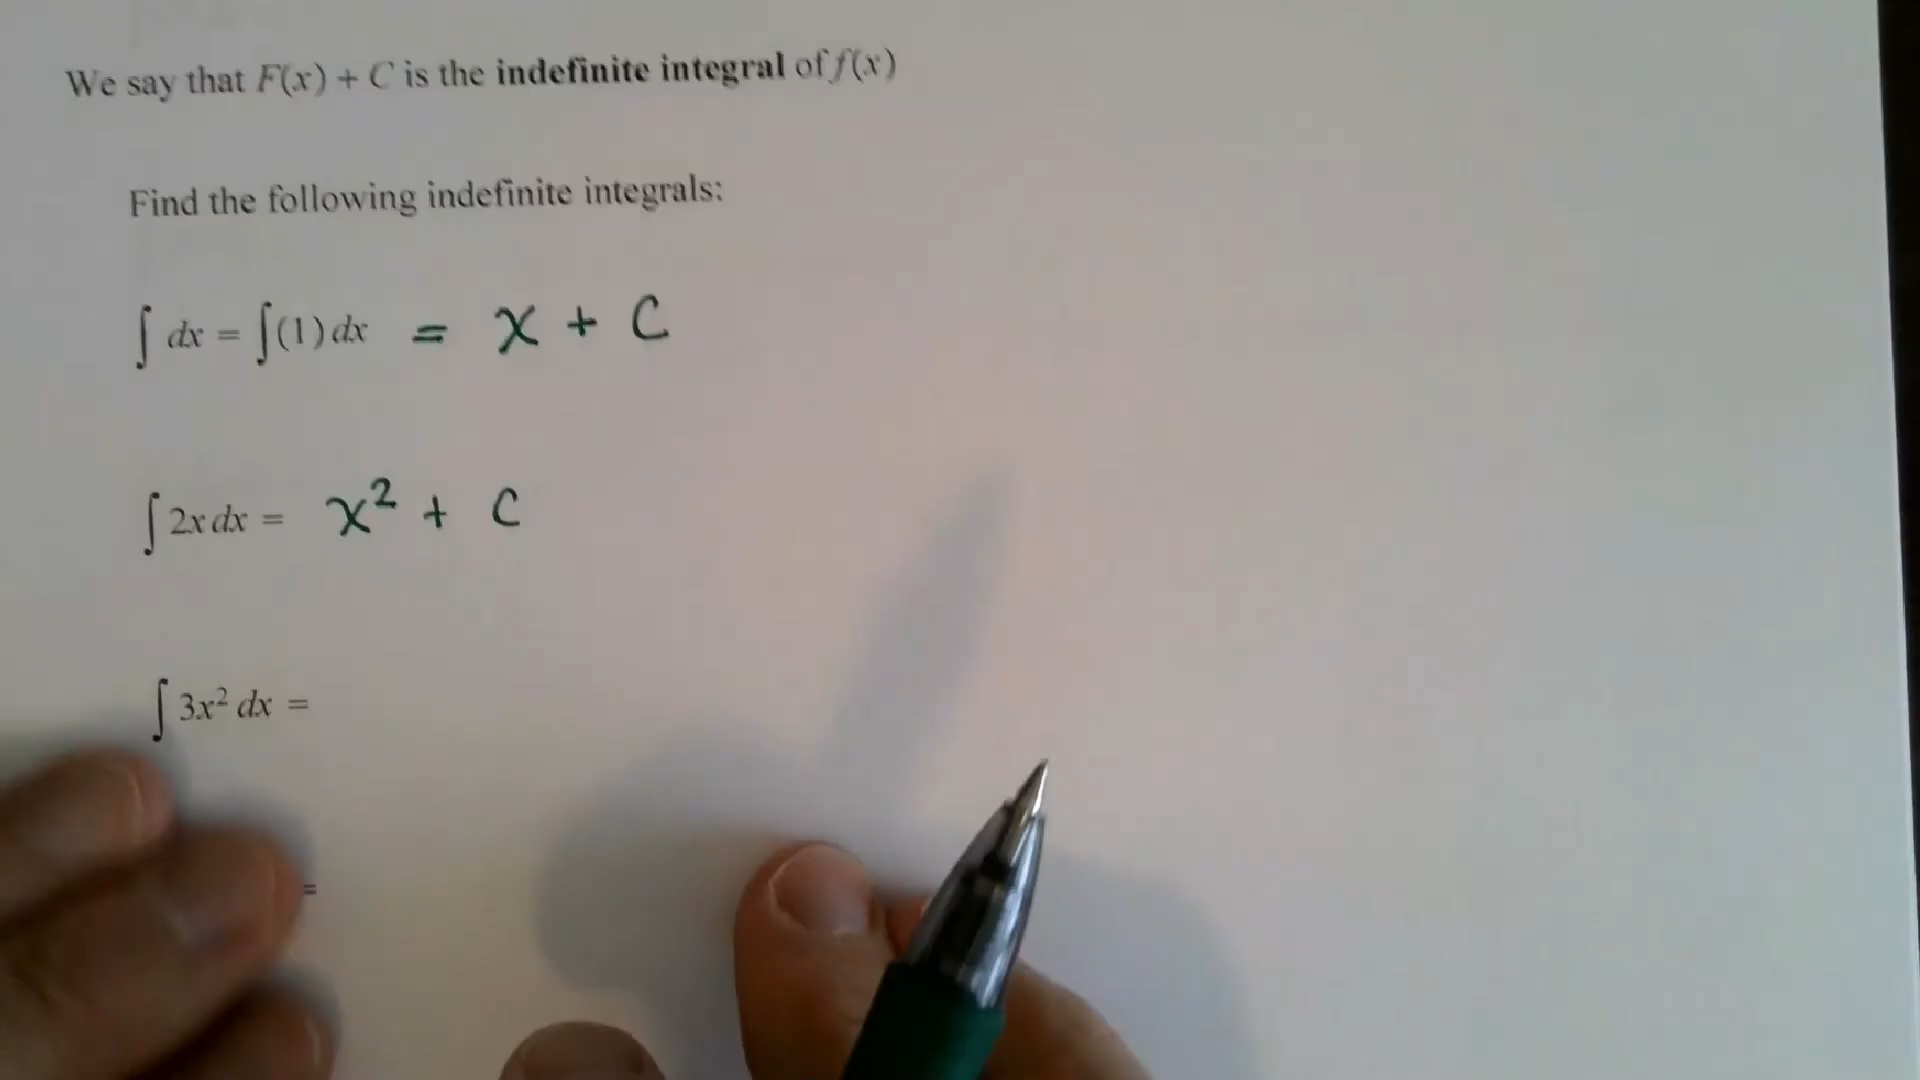 We say that F(x) + C is the indefinite integral of f(x)
Find the following indefinite integrals:
∫ dx = ∫(1) dx = x + C
∫ 2x dx = x² + C
∫ 3x² dx =
=